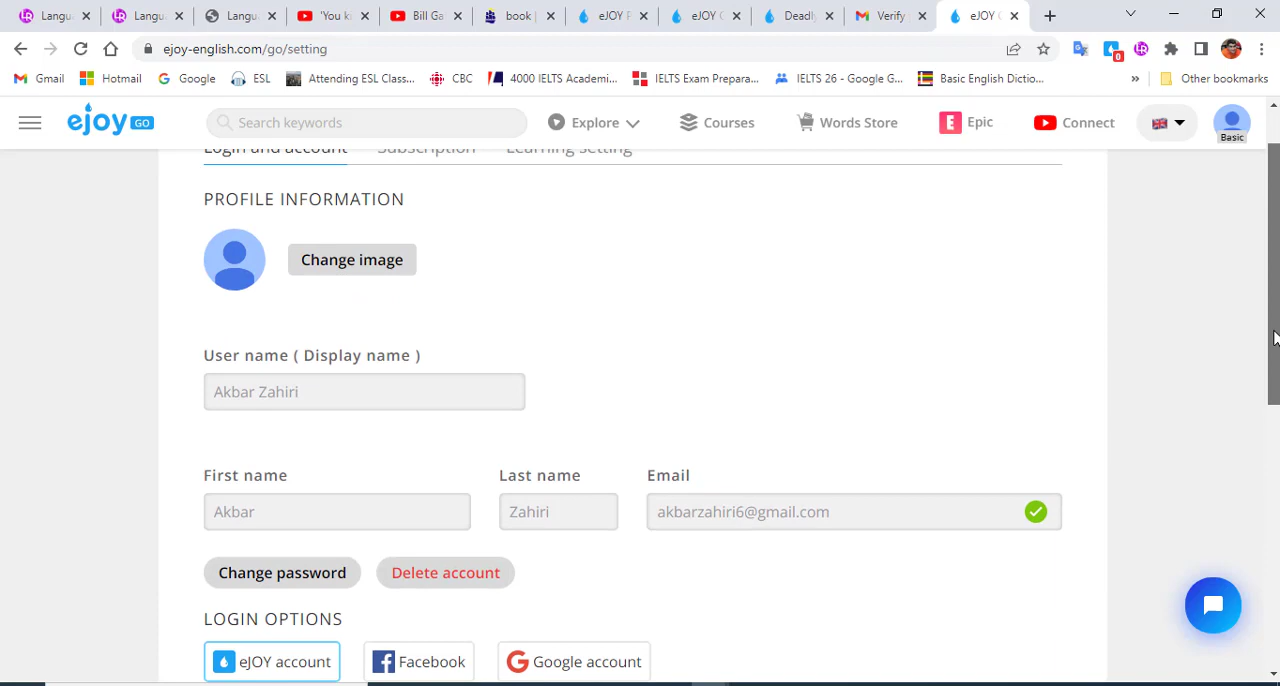 Langu
Langu
Langu
'You k
Bill Ga
book |
eJOY F
eJOY C
Deadly
Verify
eJOY C
ejoy-english.com/go/setting
0
Gmail
Hotmail
Google
ESL
Attending ESL Class...
CBC
4000 IELTS Academi...
IELTS Exam Prepara...
IELTS 26 - Google G...
Basic English Dictio...
»
Other bookmarks
ejoy GO
Search keywords
Explore
Courses
Words Store
Epic
Connect
Basic
Login and account
Subscription
Learning setting
PROFILE INFORMATION
Change image
User name ( Display name )
Akbar Zahiri
First name
Last name
Email
Akbar
Zahiri
akbarzahiri6@gmail.com
Change password
Delete account
LOGIN OPTIONS
eJOY account
Facebook
Google account